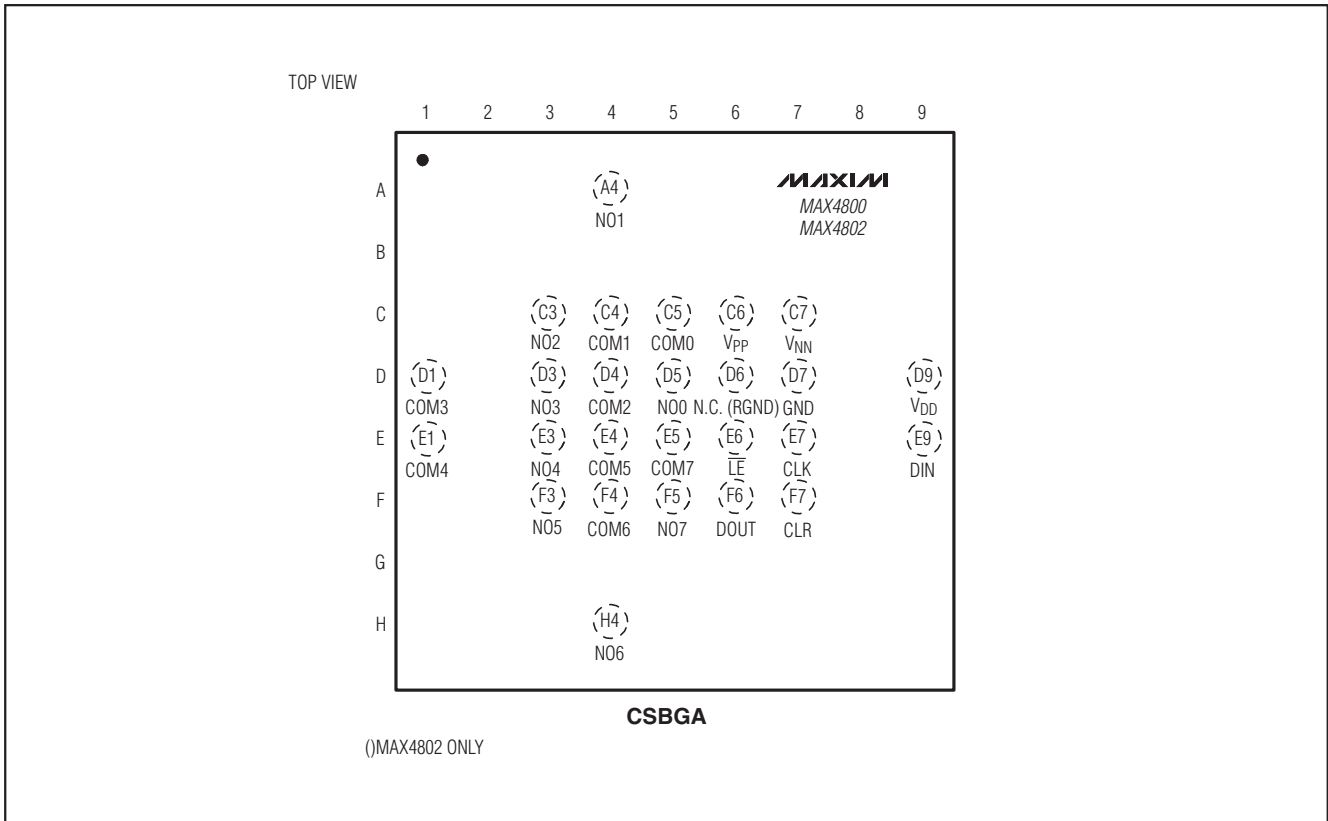 TOP VIEW
1 2 3 4 5 6 7 8 9
A A4 MAXIM
NO1 MAX4800
MAX4802
B
C C3 C4 C5 C6 C7
NO2 COM1 COM0 VPP VNN
D D1 D3 D4 D5 D6 D7 D9
COM3 NO3 COM2 NO0 N.C. (RGND) GND VDD
E E1 E3 E4 E5 E6 E7 E9
COM4 NO4 COM5 COM7 L̅E̅ CLK DIN
F F3 F4 F5 F6 F7
NO5 COM6 NO7 DOUT CLR
G
H H4
NO6
CSBGA
()MAX4802 ONLY